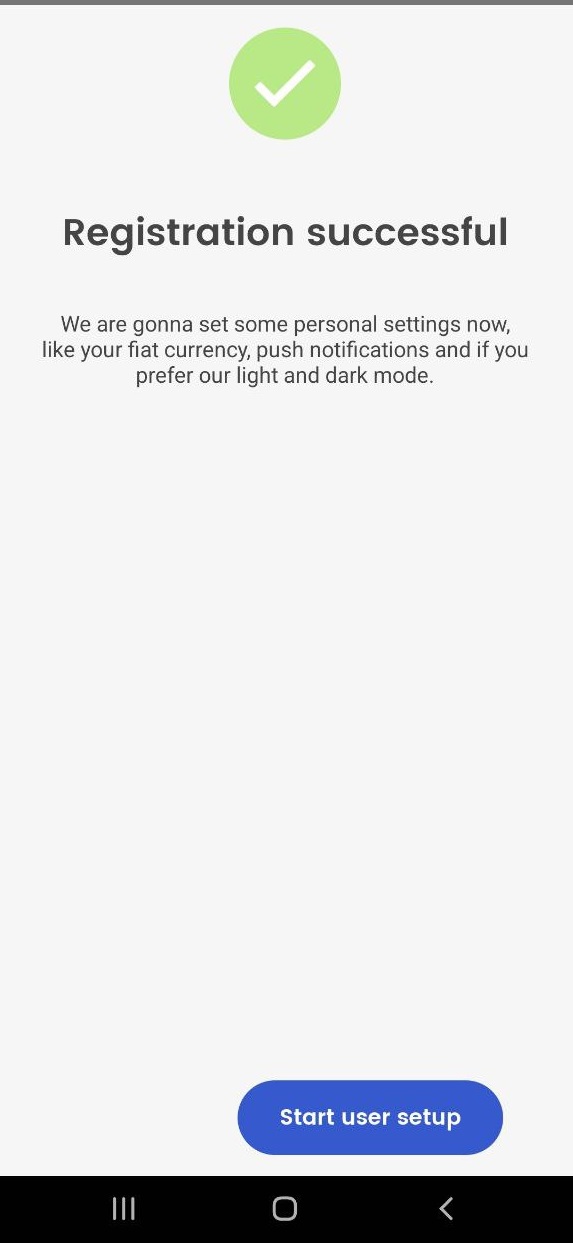 Registration successful
We are gonna set some personal settings now,
like your fiat currency, push notifications and if you
prefer our light and dark mode.
Start user setup